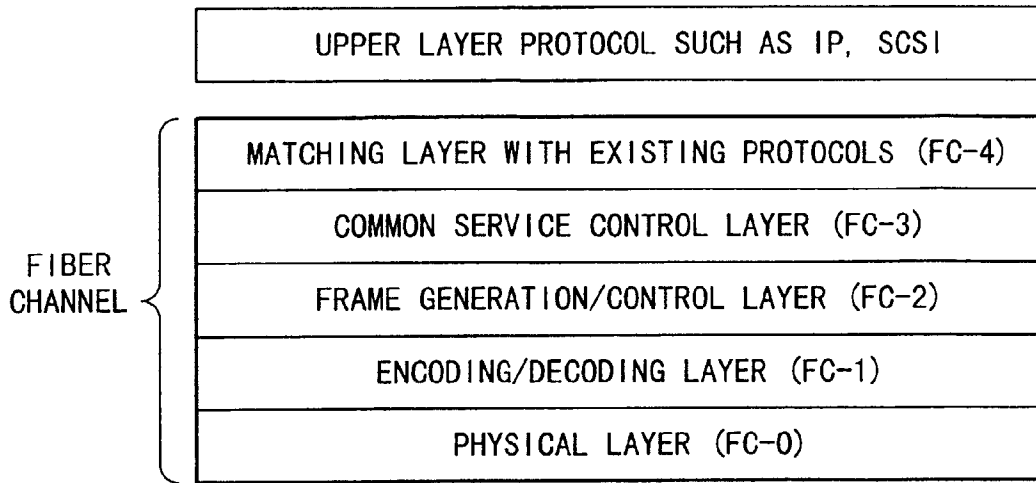 UPPER LAYER PROTOCOL SUCH AS IP, SCSI
MATCHING LAYER WITH EXISTING PROTOCOLS (FC-4)
COMMON SERVICE CONTROL LAYER (FC-3)
FIBER
CHANNEL
FRAME GENERATION/CONTROL LAYER (FC-2)
ENCODING/DECODING LAYER (FC-1)
PHYSICAL LAYER (FC-0)